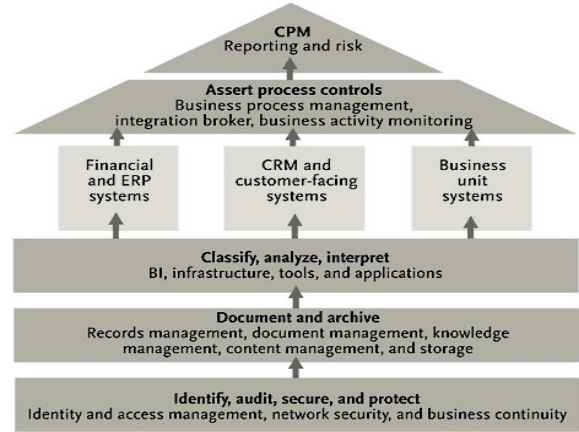 CPM
Reporting and risk
Assert process controls
Business process management,
integration broker, business activity monitoring
Financial
and ERP
systems
CRM and
customer-facing
systems
Business
unit
systems
Classify, analyze, interpret
BI, infrastructure, tools, and applications
Document and archive
Records management, document management, knowledge
management, content management, and storage
Identify, audit, secure, and protect
Identity and access management, network security, and business continuity